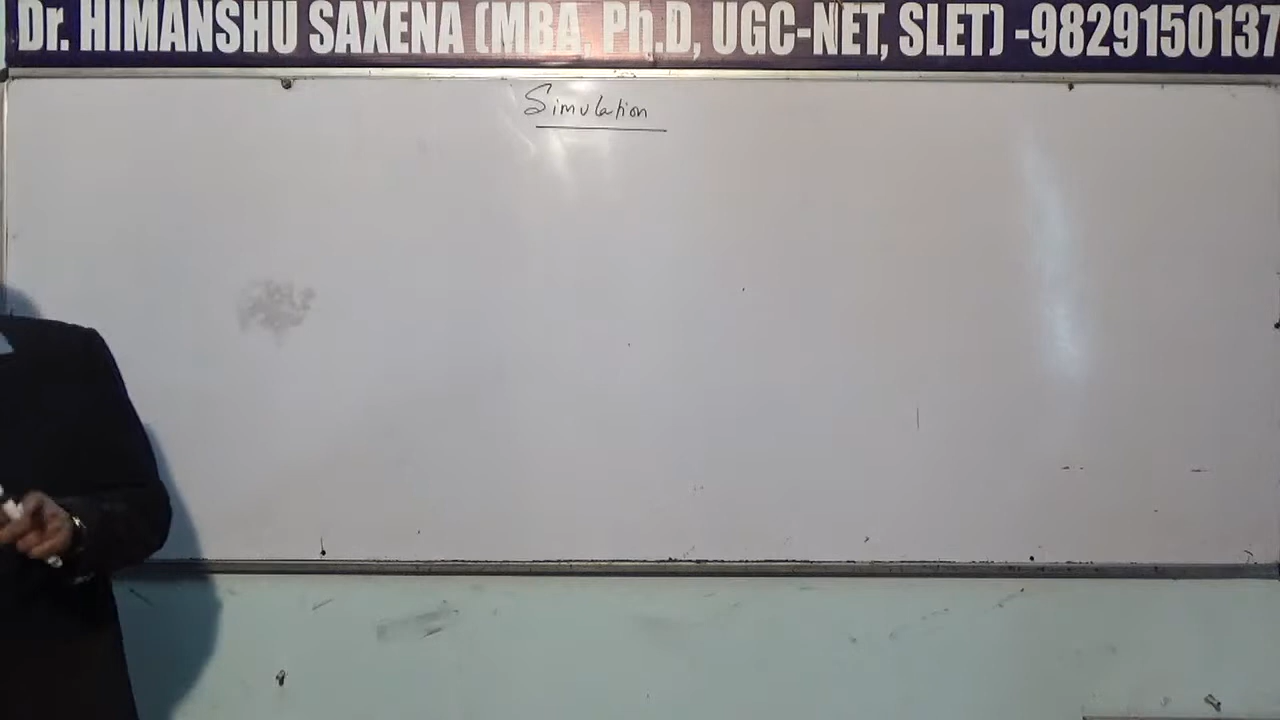 Dr. HIMANSHU SAXENA (MBA, Ph.D, UGC-NET, SLET) -9829150137
Simulation